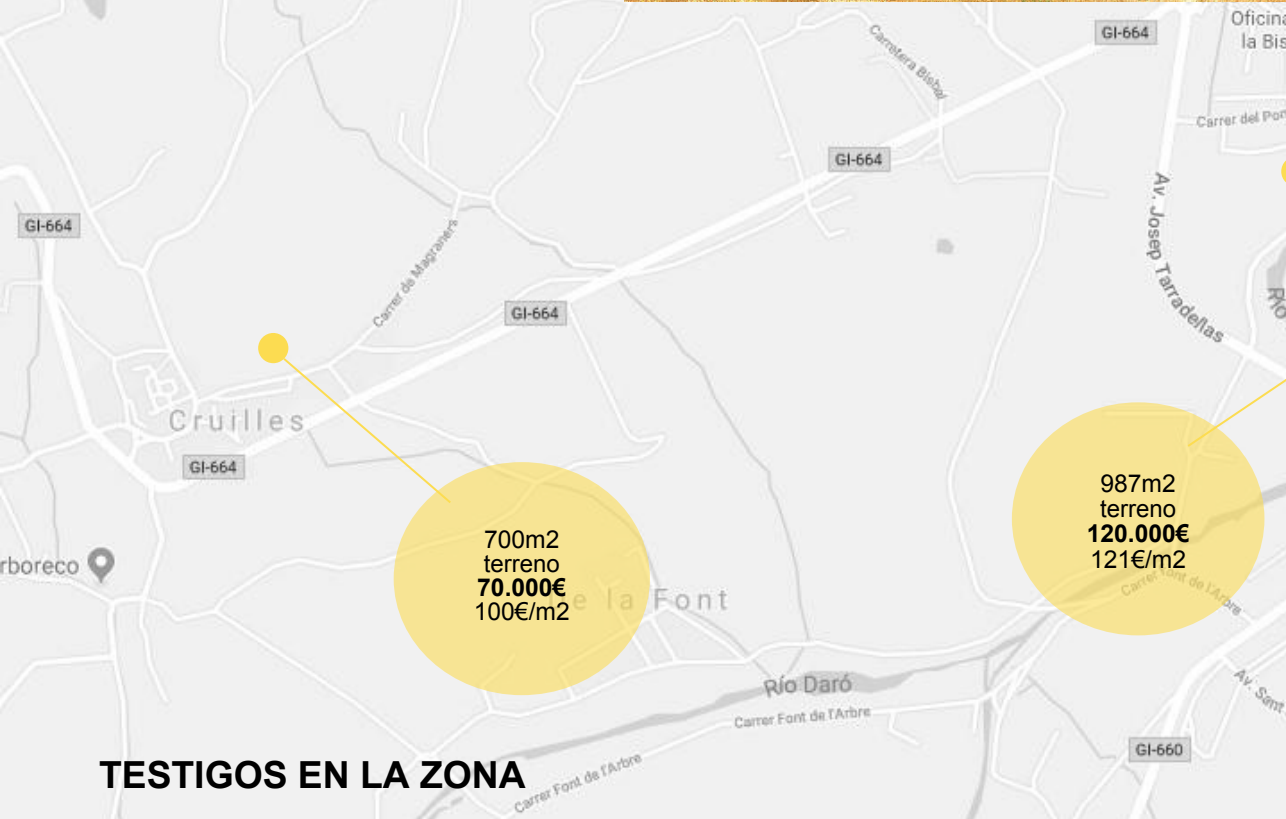 Oficina
la Bis
GI-664
Carretera Bisbal
Carrer del Pon
GI-664
Av. Josep Tarradellas
GI-664
Carrer de Magraners
GI-664
Río
Cruilles
GI-664
987m2
terreno
120.000€
121€/m2
700m2
terreno
70.000€
100€/m2
rboreco
de la Font
Carrer Font de l'Arbre
Río Daró
Carrer Font de l'Arbre
Av. Sant
GI-660
TESTIGOS EN LA ZONA
Carrer Font de l'Arbre